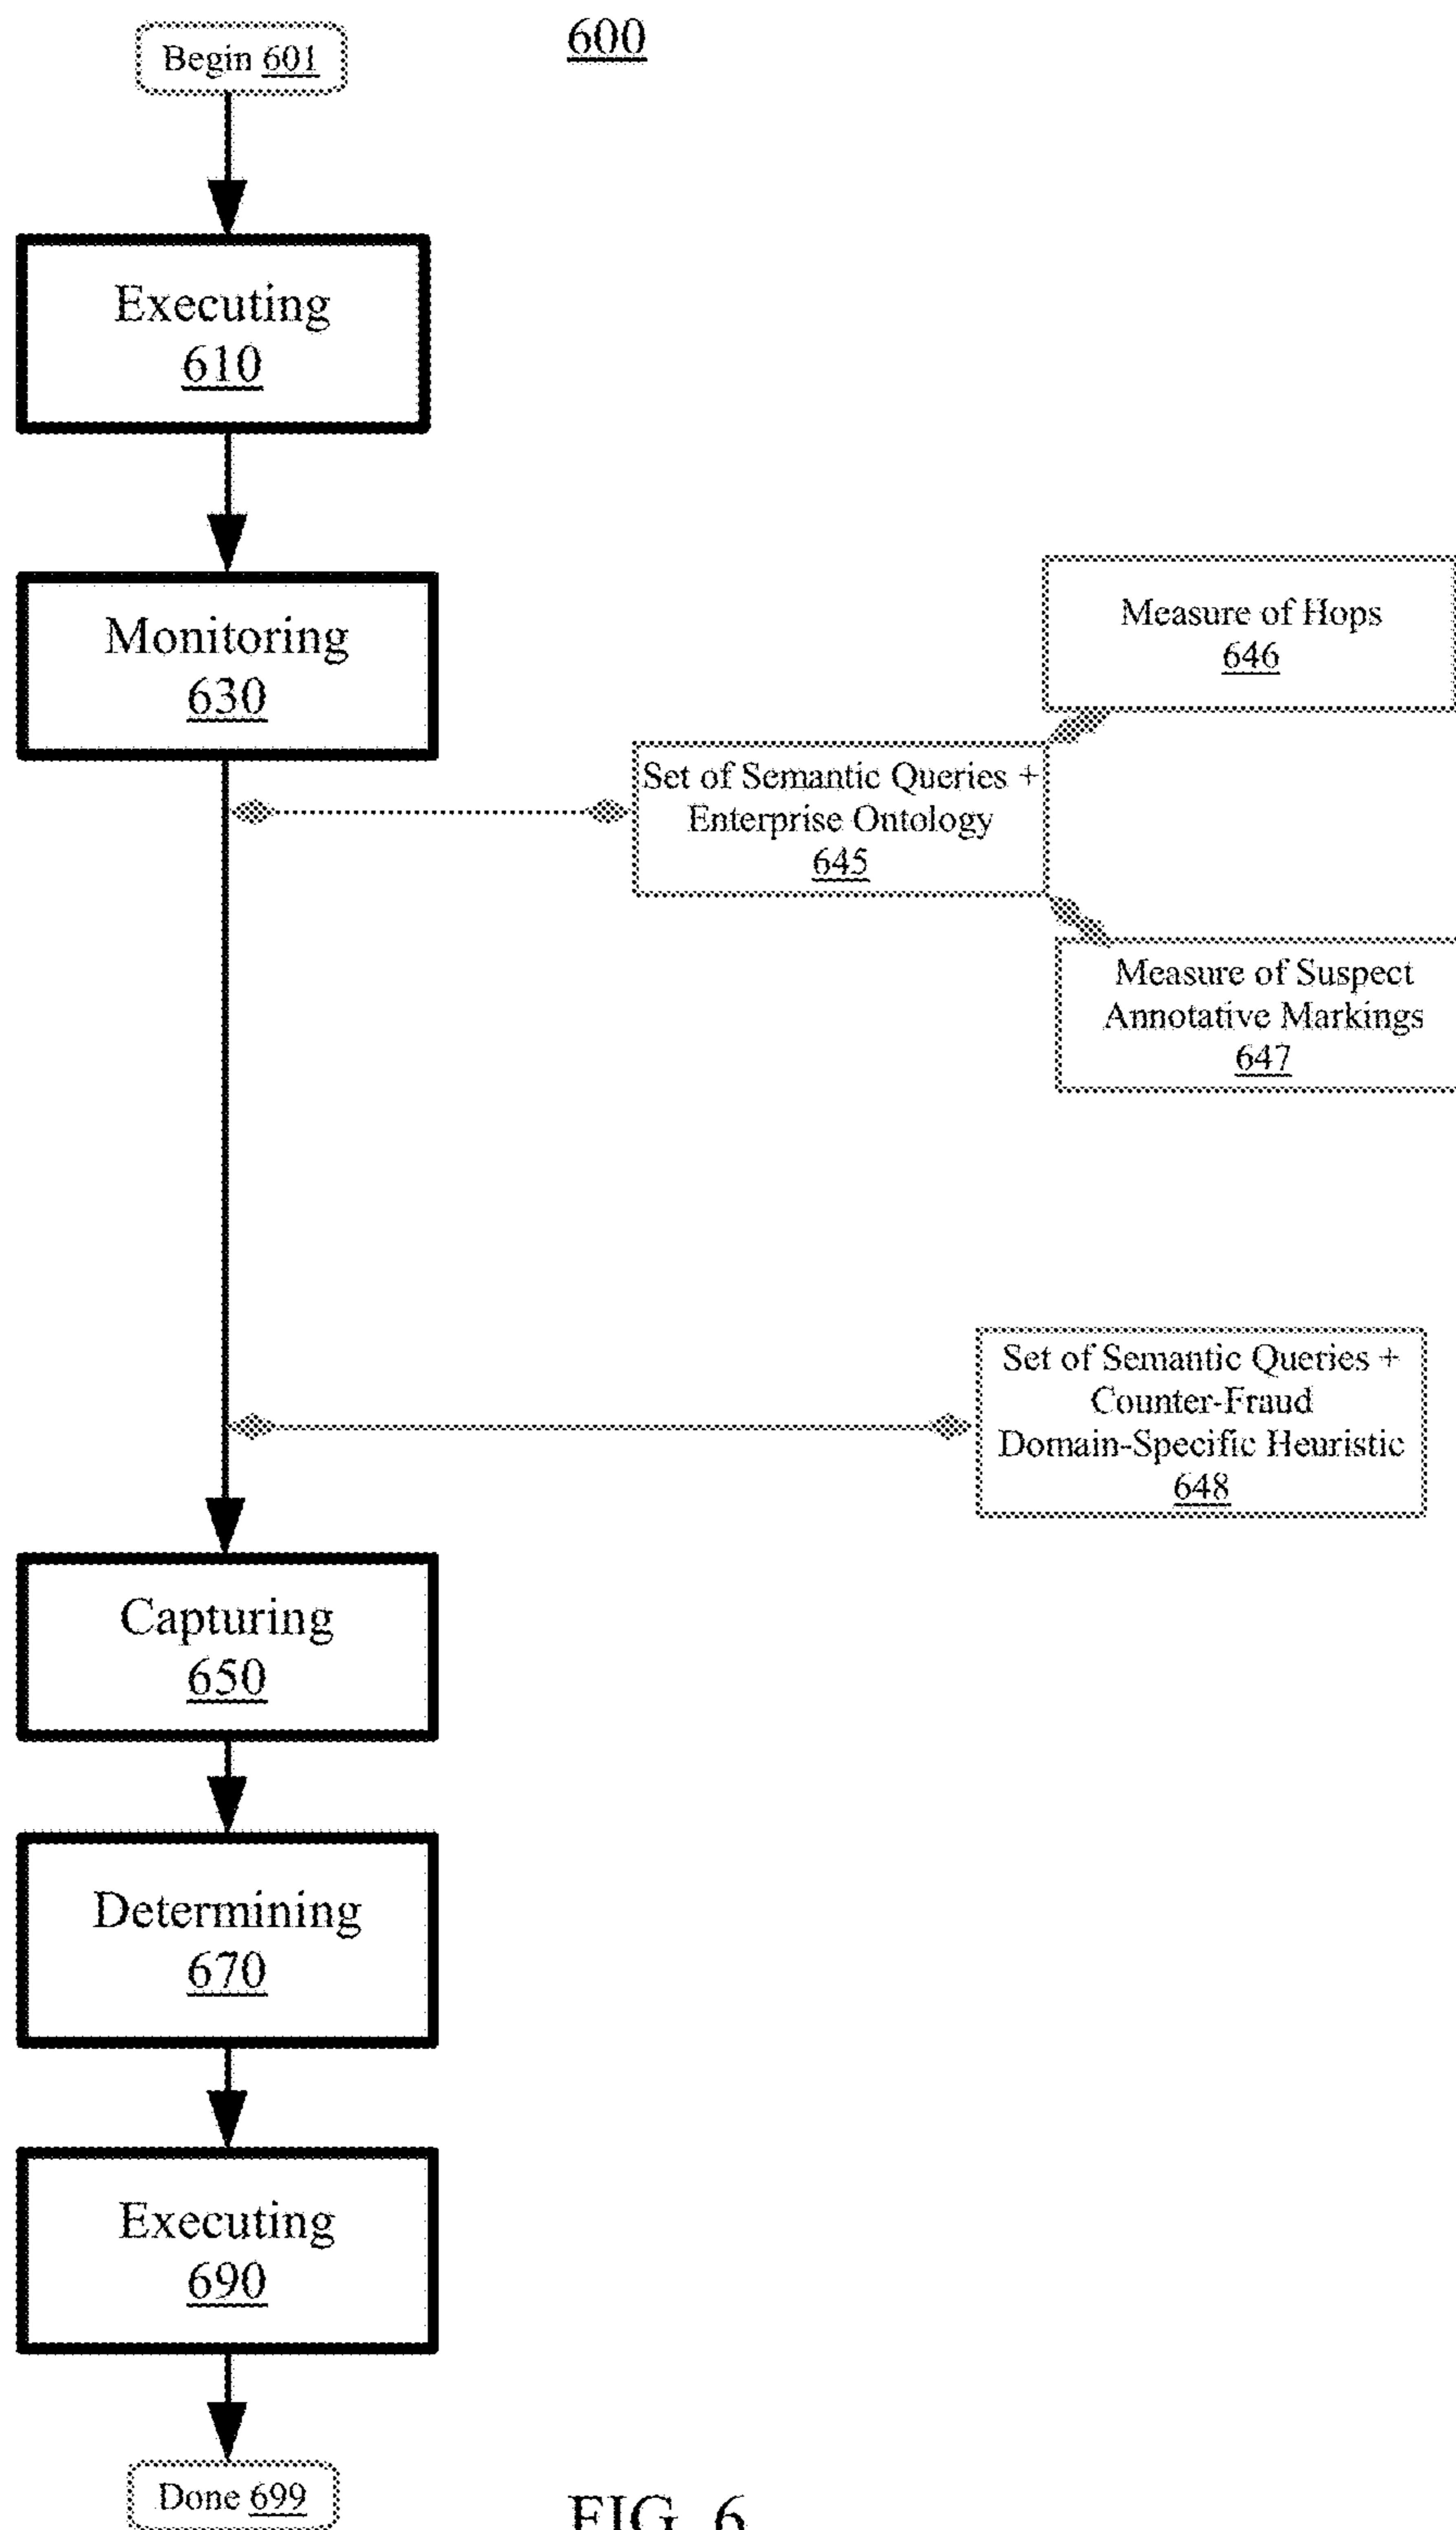 600
Begin 601
Executing
610
Monitoring
630
Measure of Hops
646
Set of Semantic Queries +
Enterprise Ontology
645
Measure of Suspect
Annotative Markings
647
Set of Semantic Queries +
Counter-Fraud
Domain-Specific Heuristic
648
Capturing
650
Determining
670
Executing
690
Done 699
FIG. 6